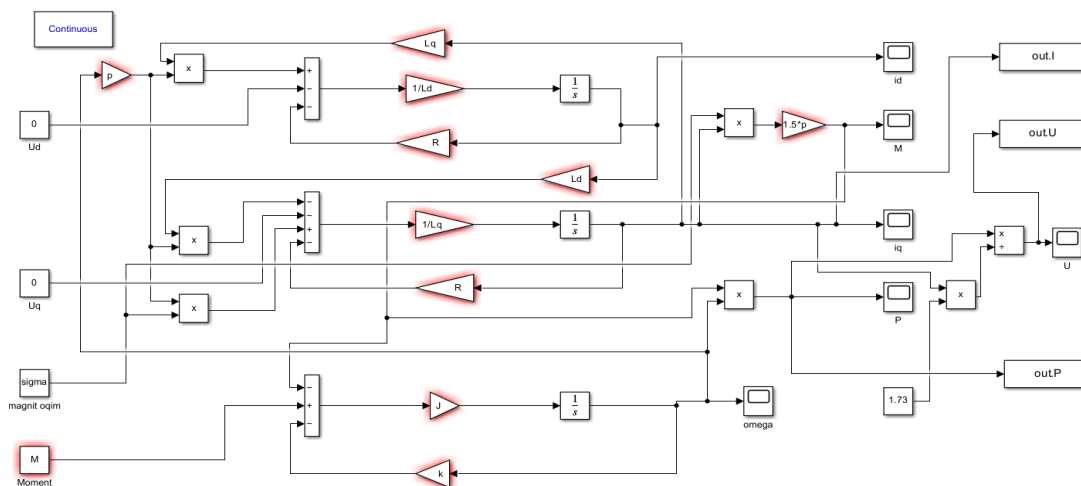 Continuous
Lq
out.I
p
x
+
−
−
1/Ld
1
s
id
0
Ud
R
x
1.5*p
M
out.U
Ld
x
−
−
+
−
1/Lq
1
s
iq
x
÷
U
0
Uq
R
x
x
P
x
sigma
magnit oqim
−
+
−
J
1
s
omega
1.73
out.P
M
Moment
k